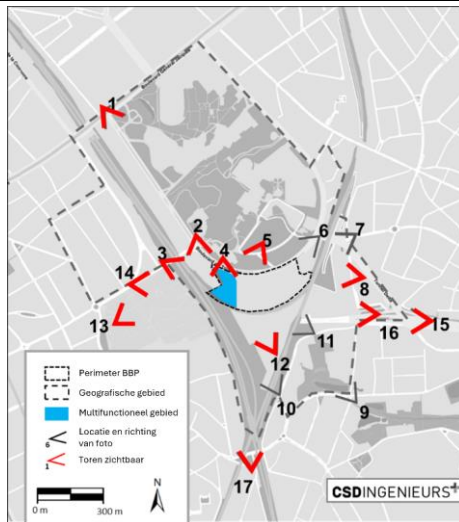 1
2
3
4
5
6
7
8
9
10
11
12
13
14
15
16
17
Perimeter BBP
Geografische gebied
Multifunctioneel gebied
Locatie en richting
van foto
6
Toren zichtbaar
1
0 m
300 m
N
CSDINGENIEURS+